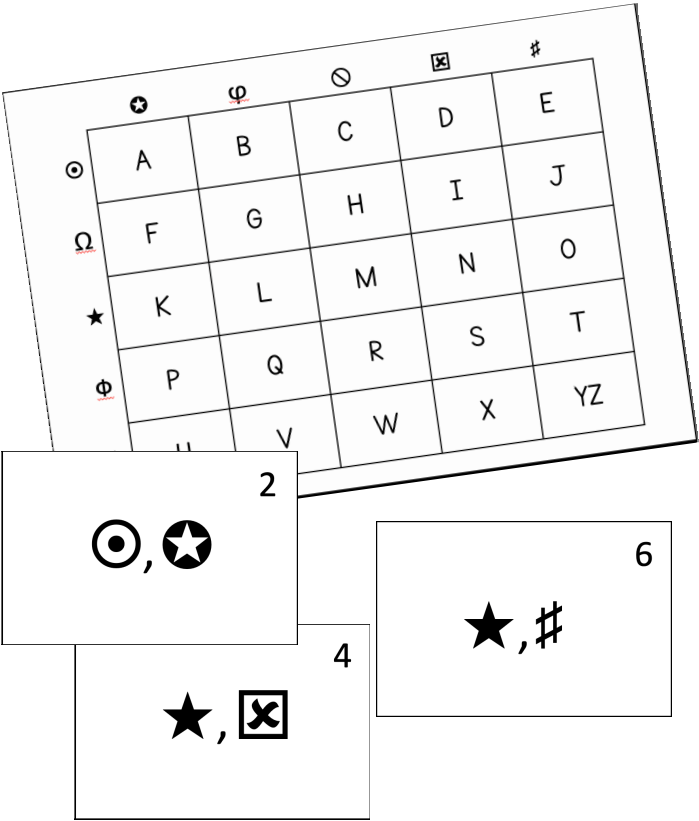 ✪ φ ⃠ 🗷 ♯
☉ A B C D E
Ω F G H I J
★ K L M N O
Φ P Q R S T
U V W X YZ
2
☉,✪
4
★,🗷
6
★,♯